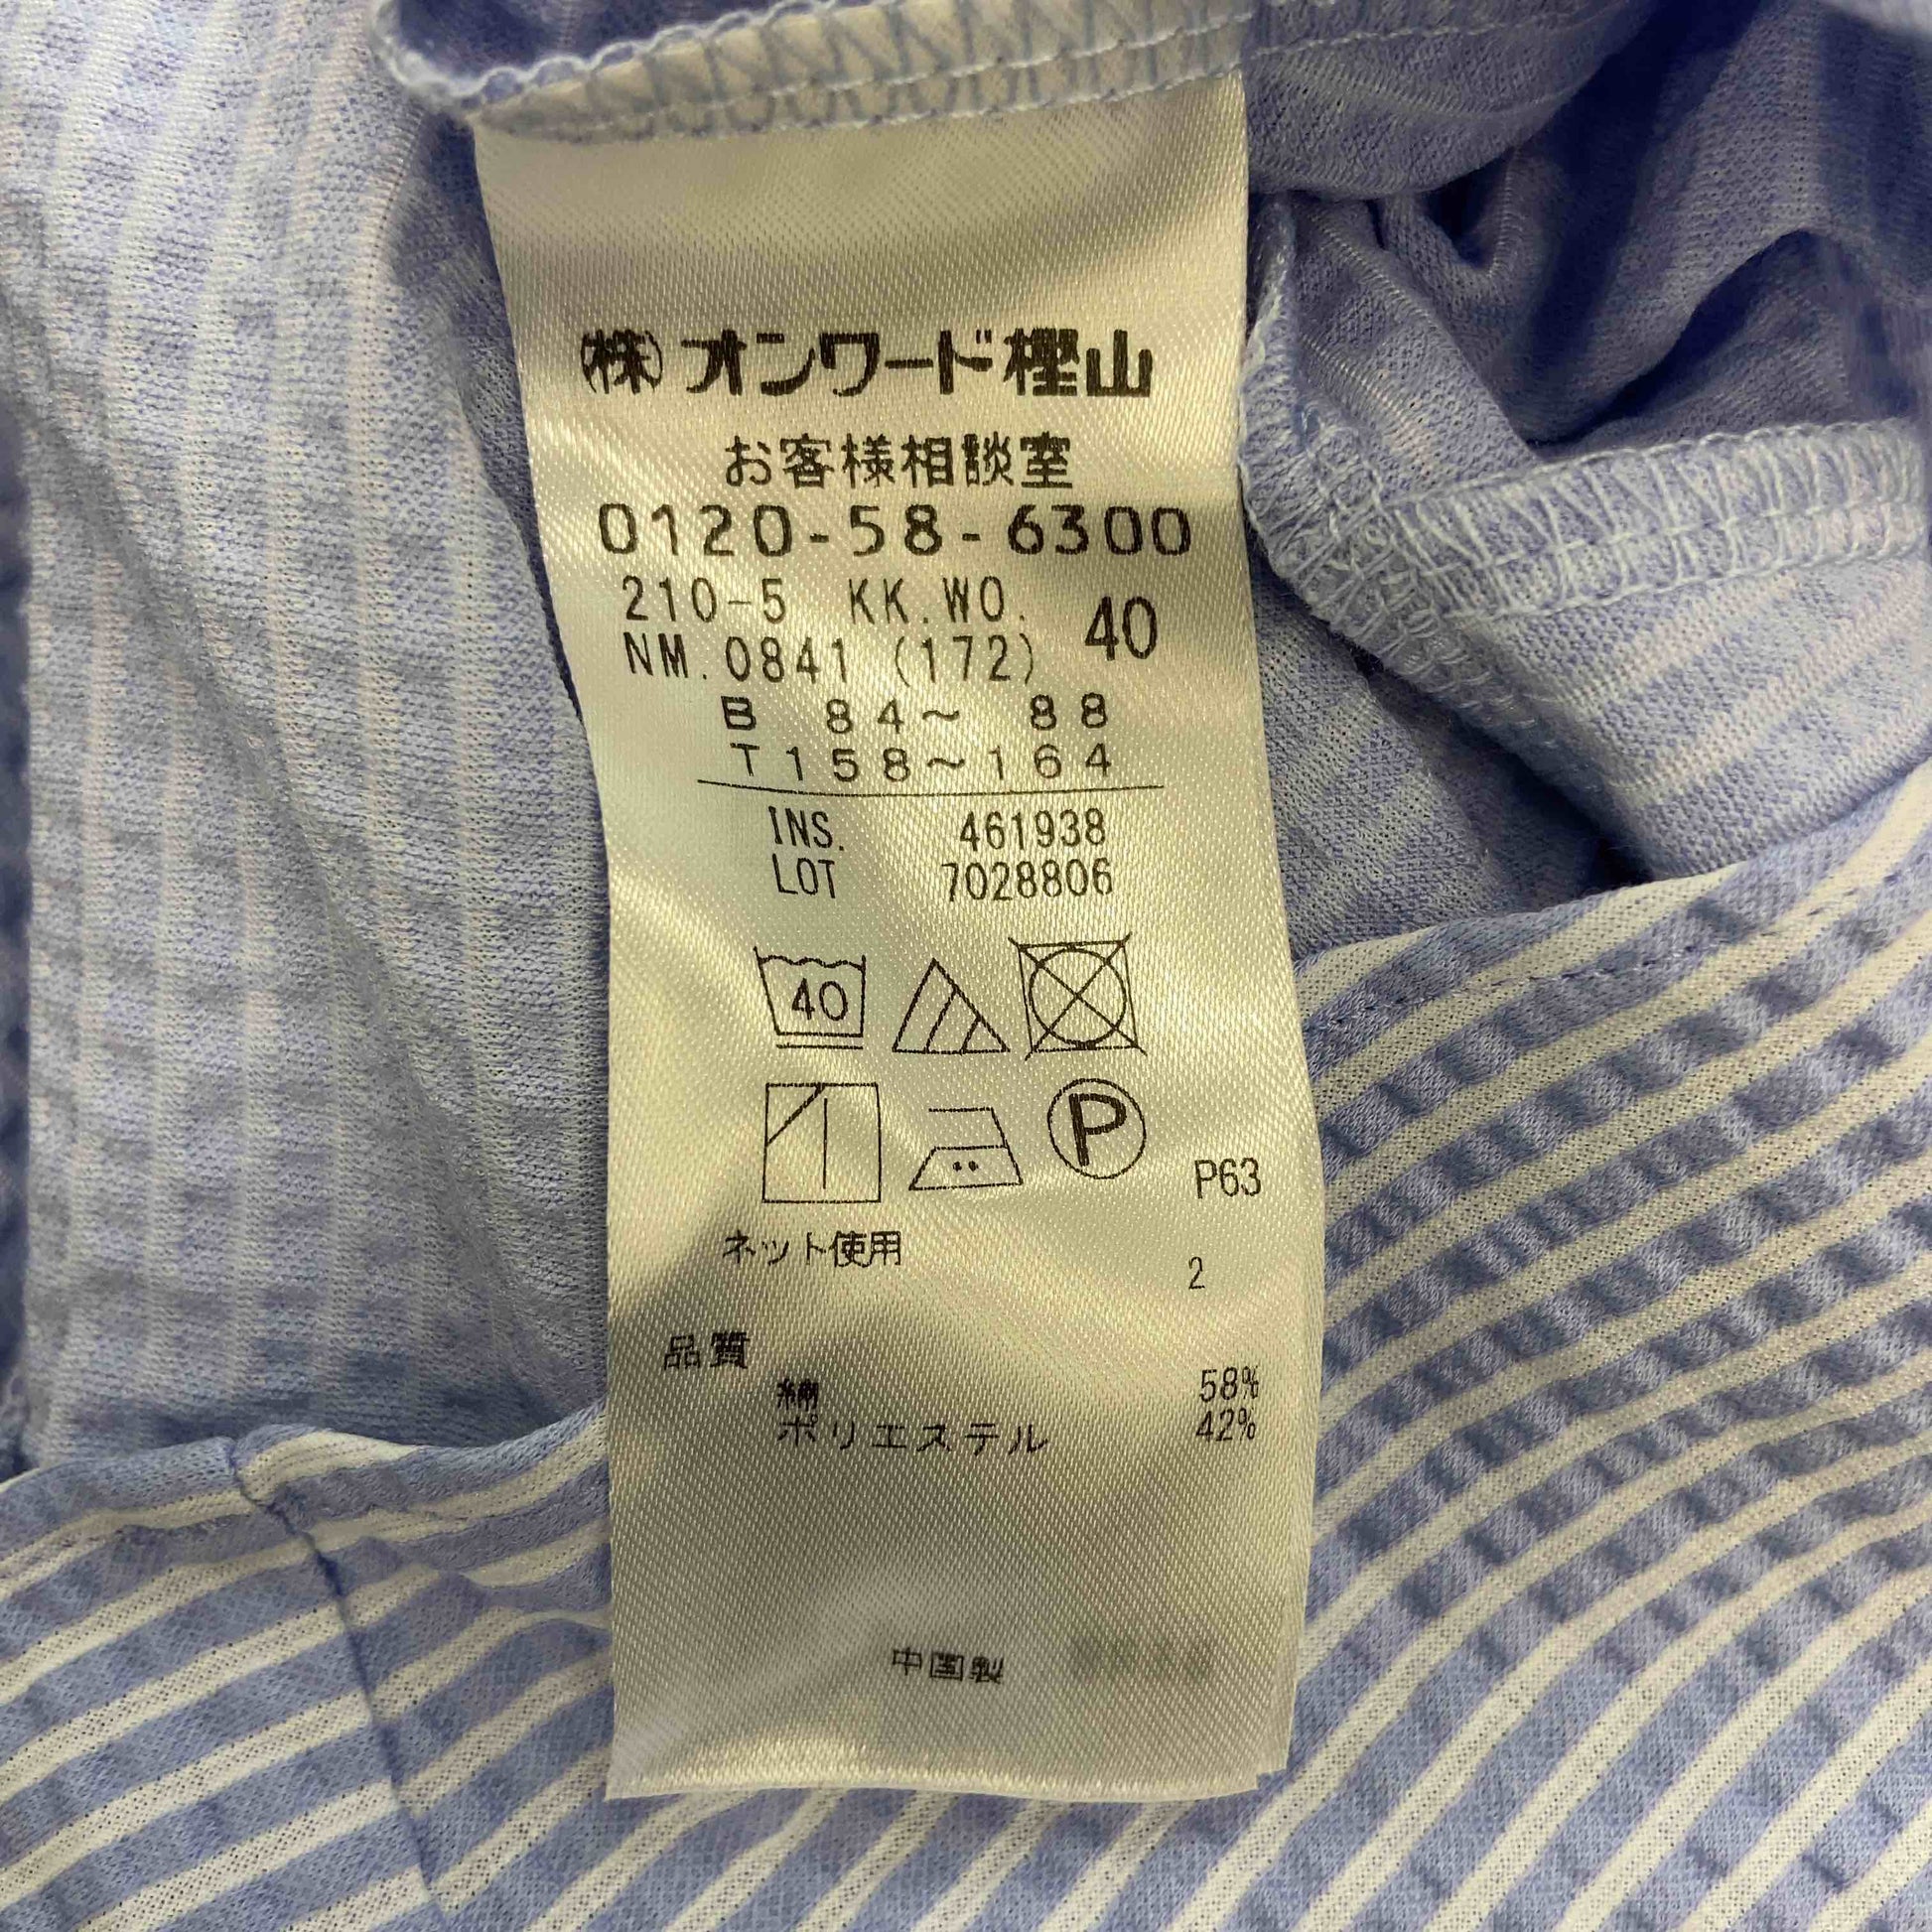 ㈱オンワード樫山
お客様相談室
0120-58-6300
210-5 KK.WO. 40
NM.0841 (172)
B 84~ 88
T158~164
INS. 461938
LOT 7028806
40
P
P63
ネット使用
2
品質
綿 58%
ポリエステル 42%
中国製